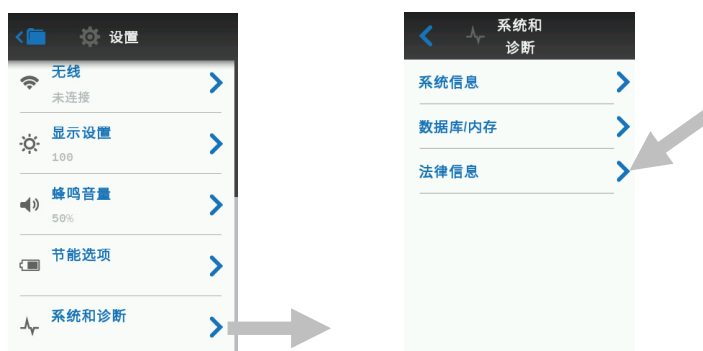 设置
无线
未连接
显示设置
100
蜂鸣音量
50%
节能选项
系统和诊断
系统和
诊断
系统信息
数据库/内存
法律信息